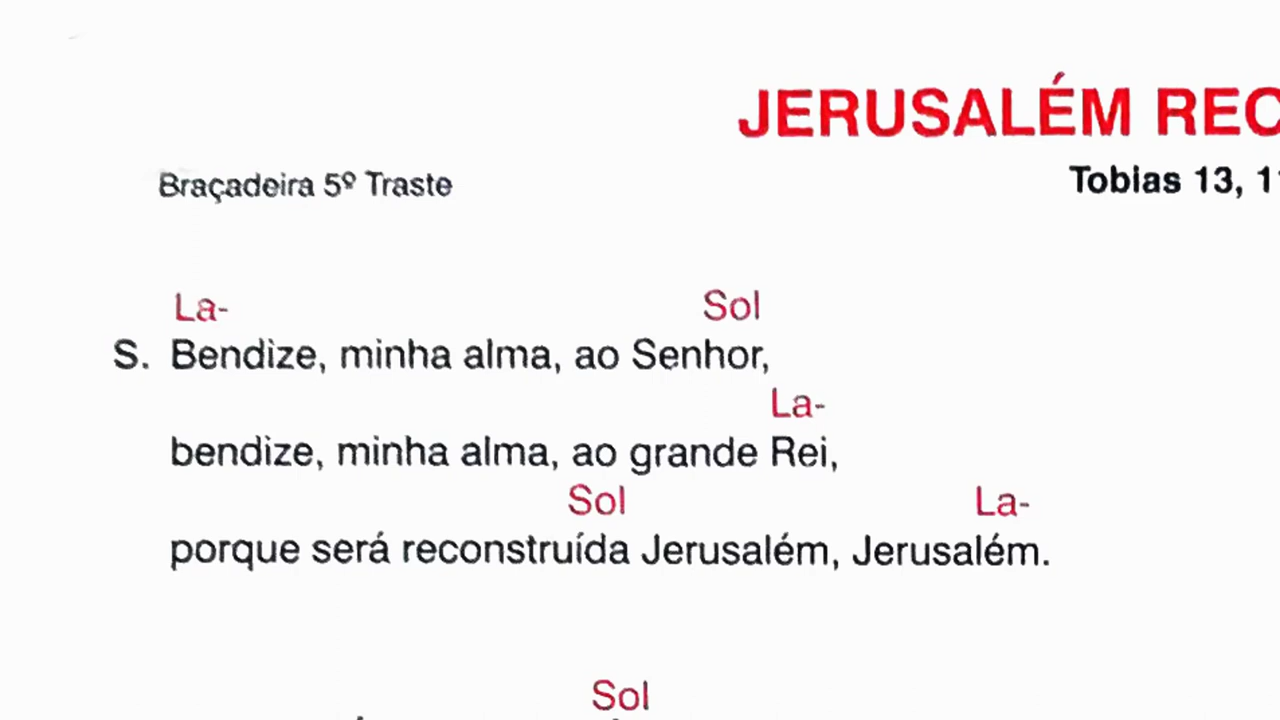 JERUSALÉM REC
Braçadeira 5º Traste Tobias 13, 1
La- Sol
S. Bendize, minha alma, ao Senhor,
La-
bendize, minha alma, ao grande Rei,
Sol La-
porque será reconstruída Jerusalém, Jerusalém.
Sol